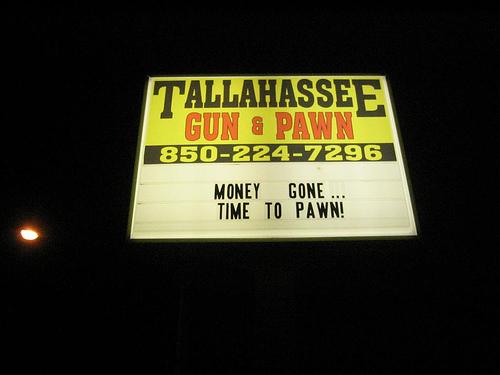 TALLAHASSEE
GUN & PAWN
850-224-7296
MONEY GONE...
TIME TO PAWN!